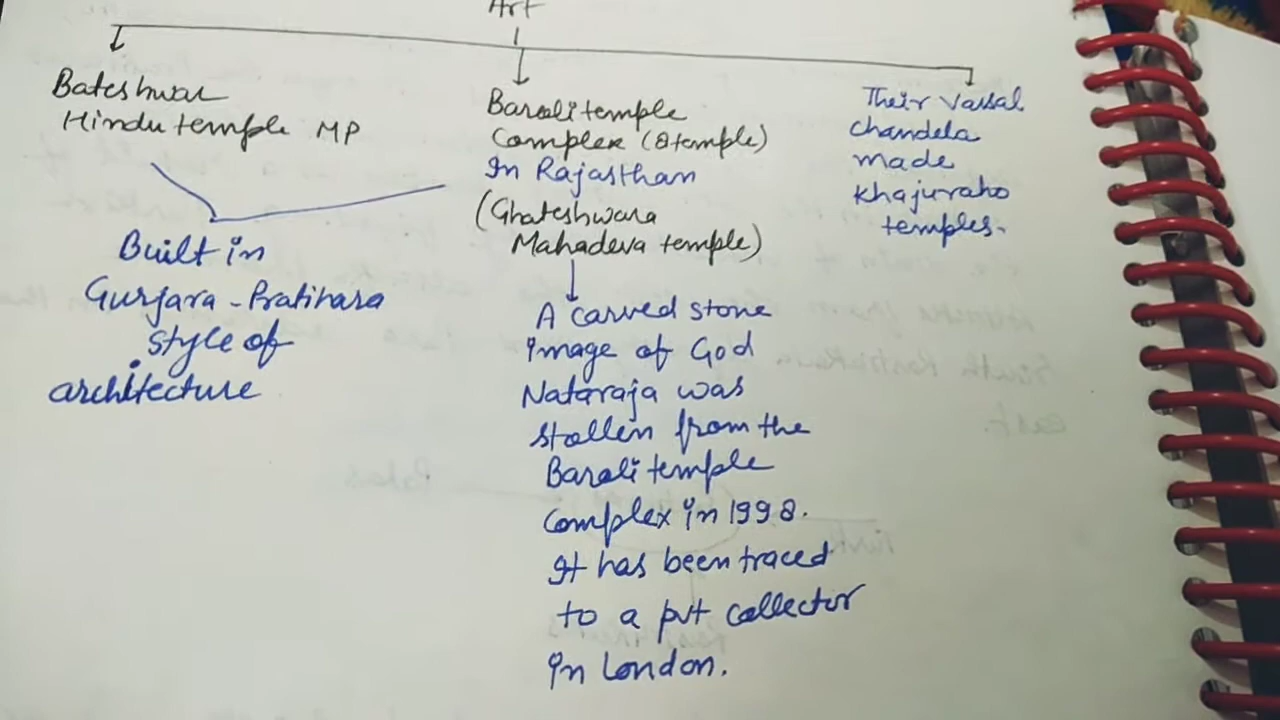 Art
Bateshwar
Hindu temple MP
Built in
Gurjara - Pratihara
style of
architecture
Baroli temple
Complex (8 temple)
In Rajasthan
(Ghateshwara
Mahadeva temple)
A carved stone
image of God
Nataraja was
stollen from the
Baroli temple
complex in 1998.
It has been traced
to a pvt collector
in London.
Their vassal
chandela
made
Khajuraho
temples.